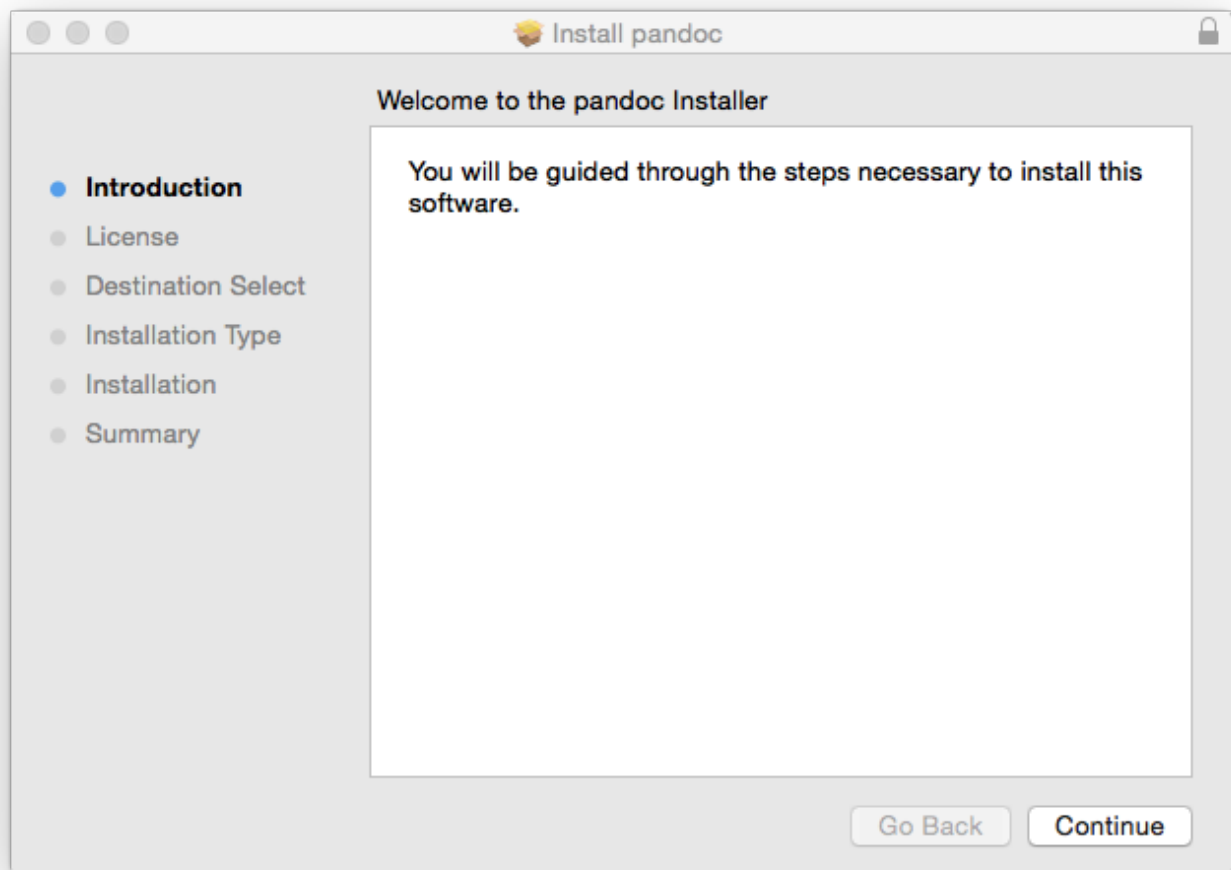 Install pandoc
Welcome to the pandoc Installer
Introduction
License
Destination Select
Installation Type
Installation
Summary
You will be guided through the steps necessary to install this
software.
Go Back
Continue